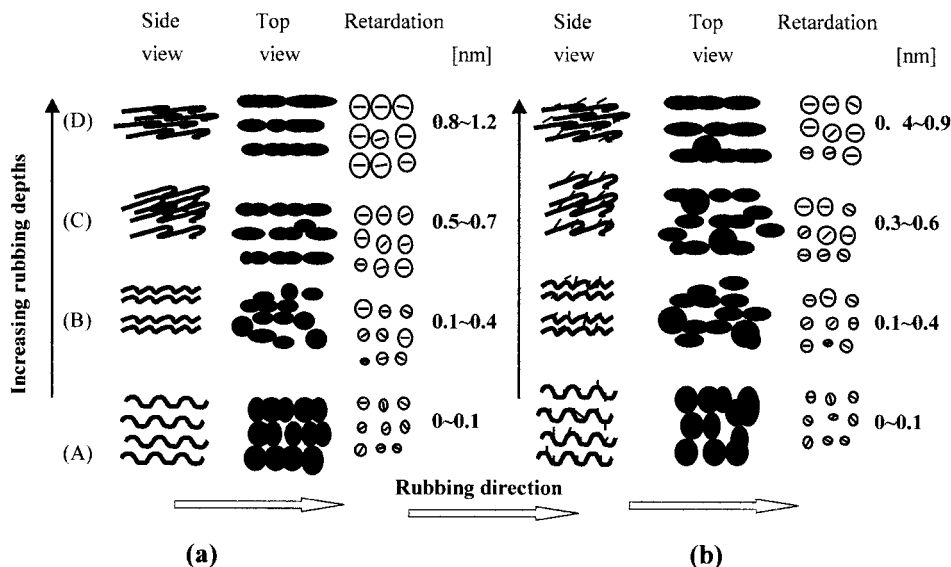 Side Top Retardation Side Top Retardation
view view [nm] view view [nm]
Increasing rubbing depths
(D) 0.8~1.2 0. 4~0.9
(C) 0.5~0.7 0.3~0.6
(B) 0.1~0.4 0.1~0.4
(A) 0~0.1 0~0.1
Rubbing direction
(a) (b)